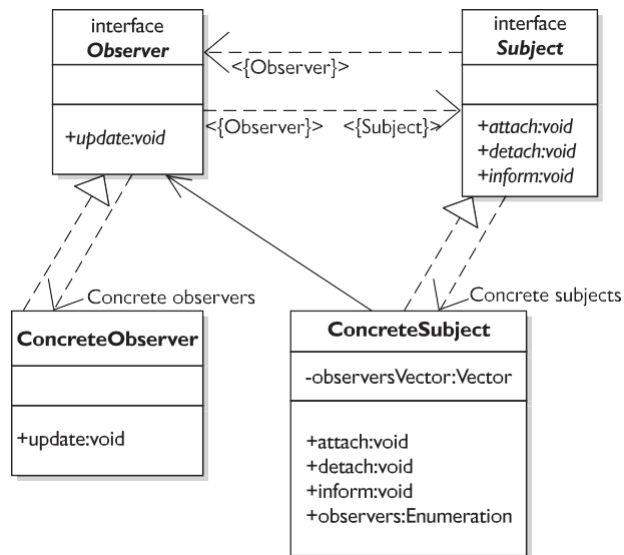 interface
Observer
+update:void
interface
Subject
+attach:void
+detach:void
+inform:void
<{Observer}>
<{Observer}>
<{Subject}>
Concrete observers
Concrete subjects
ConcreteObserver
+update:void
ConcreteSubject
-observersVector:Vector
+attach:void
+detach:void
+inform:void
+observers:Enumeration